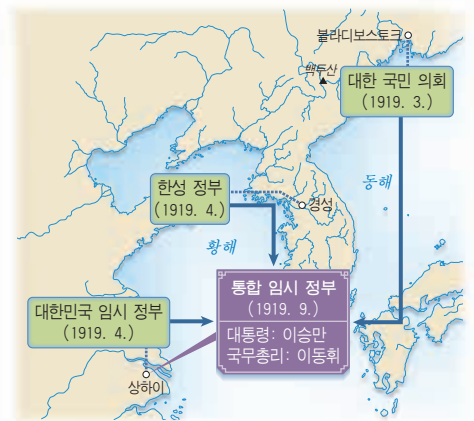 블라디보스토크
백두산
대한 국민 의회
(1919. 3.)
한성 정부
(1919. 4.)
경성
동해
황해
통합 임시 정부
(1919. 9.)
대통령: 이승만
국무총리: 이동휘
대한민국 임시 정부
(1919. 4.)
상하이